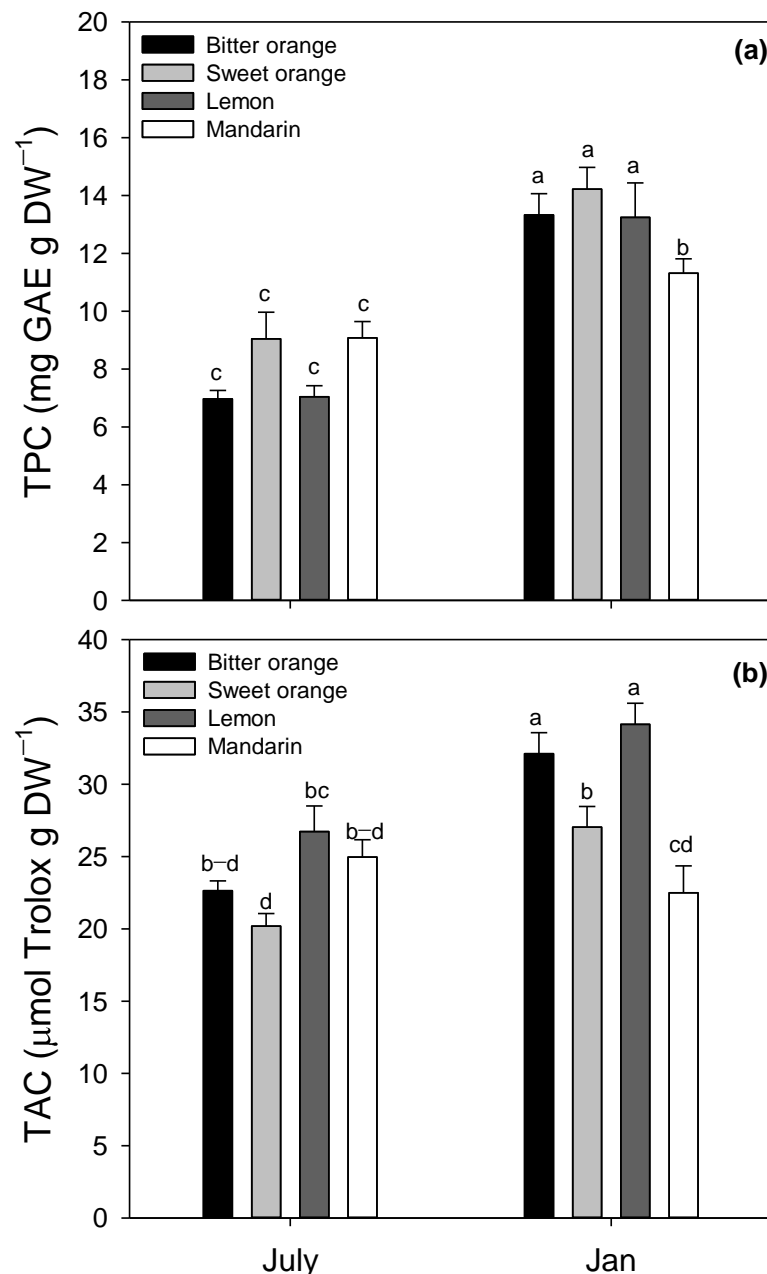 20
18
16
14
12
10
8
6
4
2
0
TPC (mg GAE g DW⁻¹)
Bitter orange
Sweet orange
Lemon
Mandarin
(a)
c
c
c
c
a
a
a
b
40
35
30
25
20
15
10
5
0
TAC (µmol Trolox g DW⁻¹)
Bitter orange
Sweet orange
Lemon
Mandarin
(b)
b–d
d
bc
b–d
a
b
a
cd
July
Jan